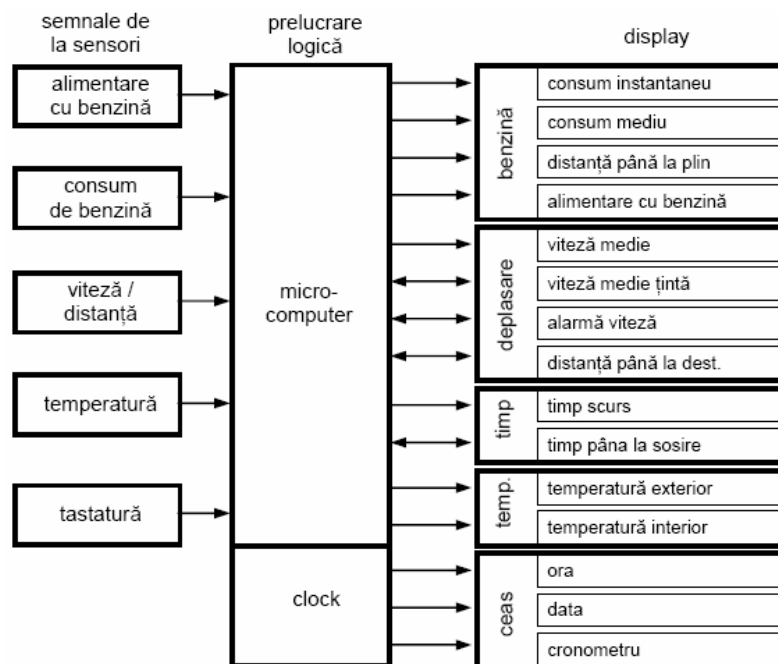 semnale de
la sensori
prelucrare
logică
display
alimentare
cu benzină
consum
de benzină
viteză /
distanță
temperatură
tastatură
micro-
computer
clock
benzină
consum instantaneu
consum mediu
distanță până la plin
alimentare cu benzină
deplasare
viteză medie
viteză medie țintă
alarmă viteză
distanță până la dest.
timp
timp scurs
timp pâna la sosire
temp.
temperatură exterior
temperatură interior
ceas
ora
data
cronometru